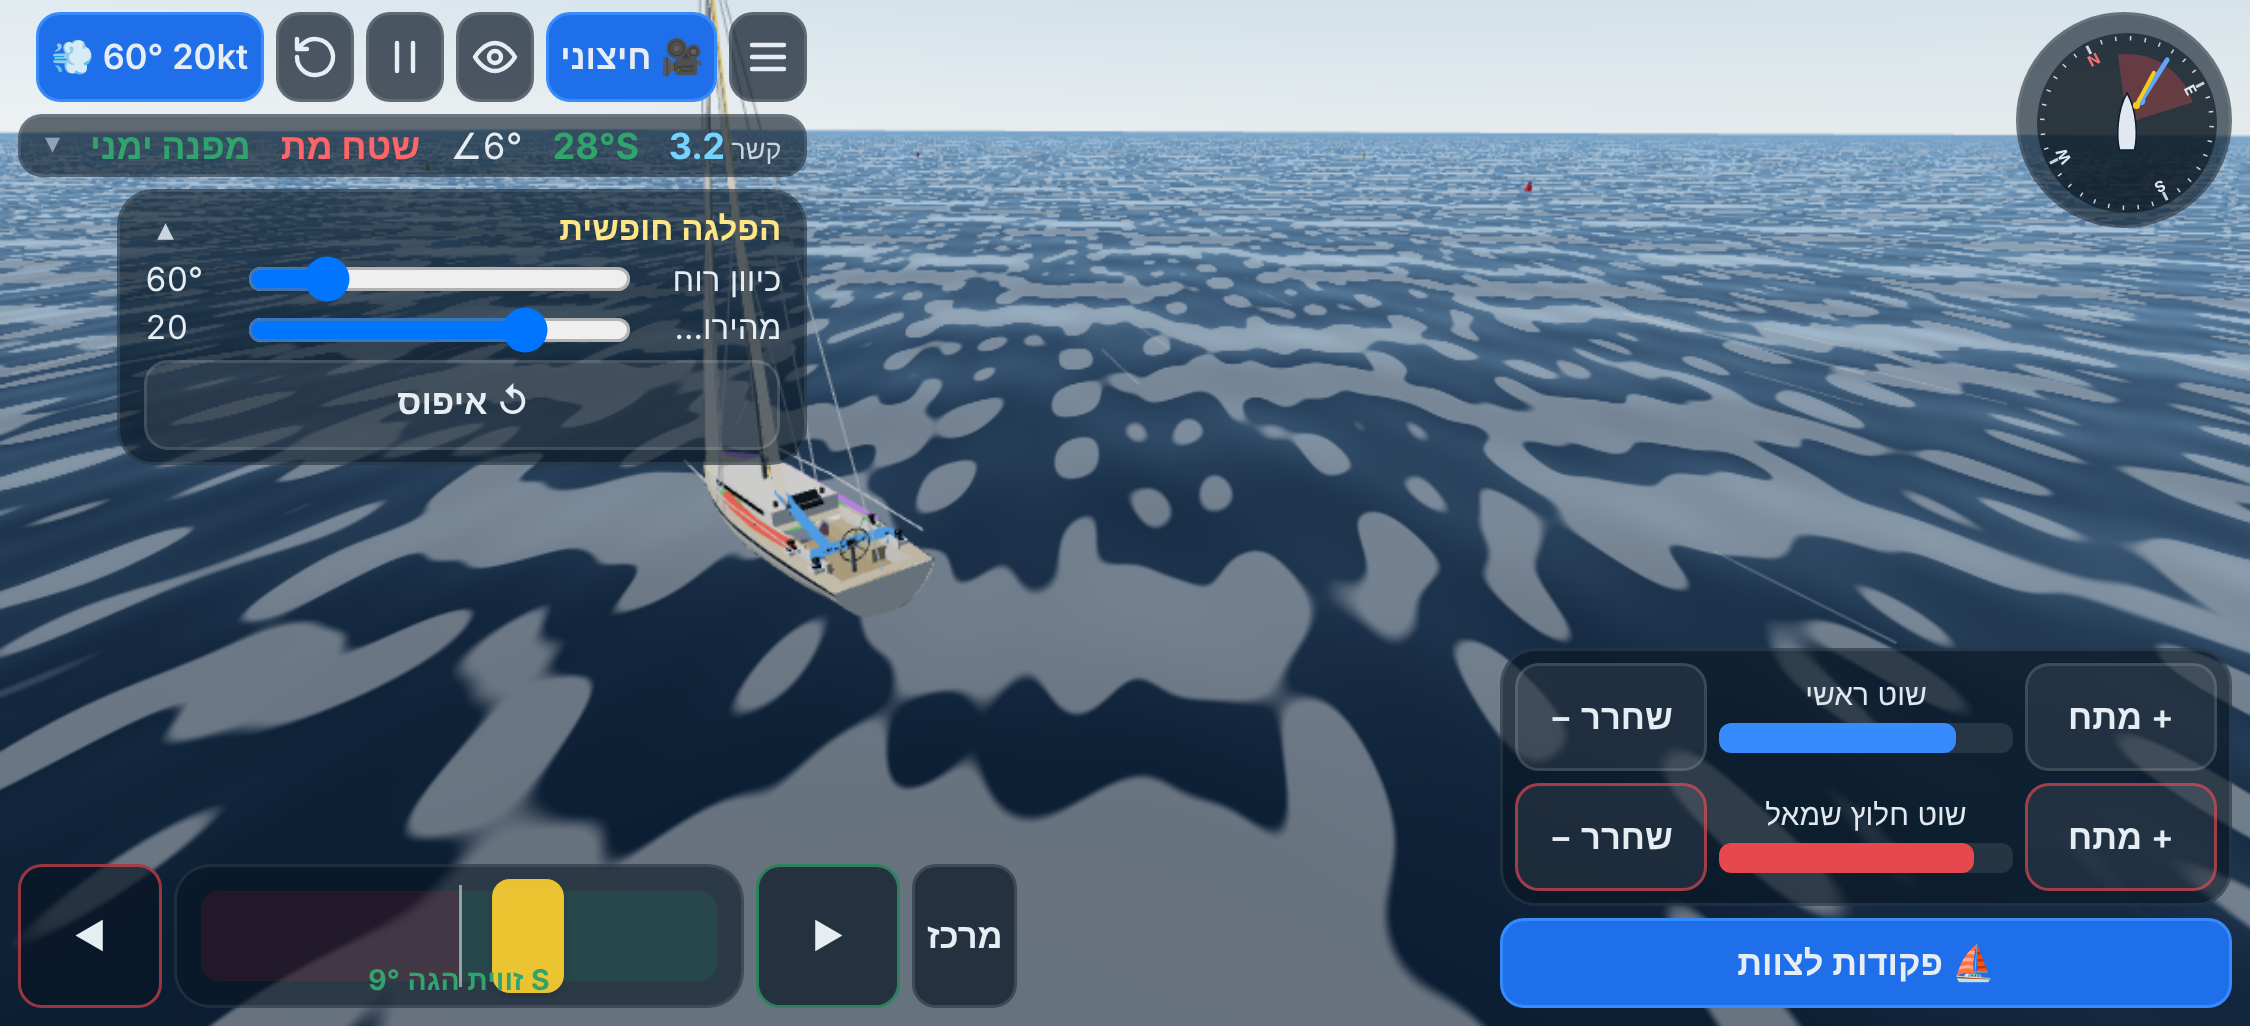 ☰
🎥 חיצוני
💨 60° 20kt
קשר 3.2 28°S ∠6° שטח מת מפנה ימני ▼
הפלגה חופשית ▲
כיוון רוח 60°
מהירו... 20
↺ איפוס
N
E
S
W
+ מתח
שוט ראשי
שחרר –
+ מתח
שוט חלוץ שמאל
שחרר –
⛵ פקודות לצוות
◀
S זווית הגה 9°
▶
מרכז